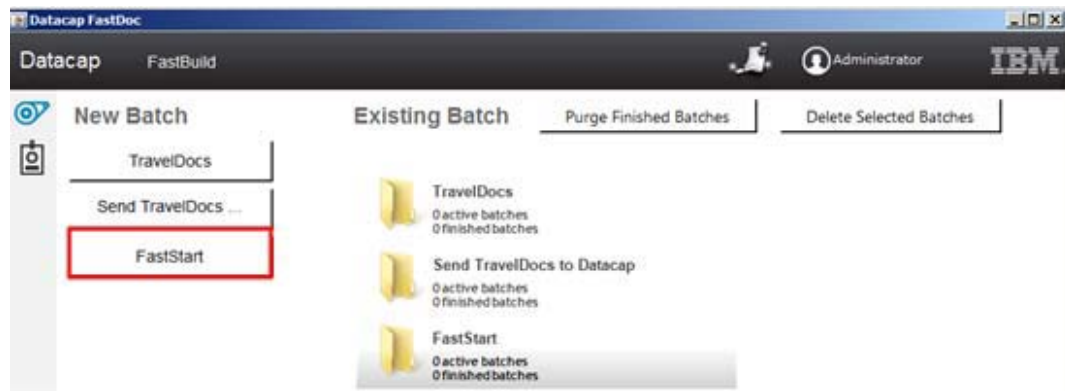 Datacap FastDoc
Datacap FastBuild Administrator IBM
New Batch
TravelDocs
Send TravelDocs ...
FastStart
Existing Batch Purge Finished Batches Delete Selected Batches
TravelDocs
0 active batches
0 finished batches
Send TravelDocs to Datacap
0 active batches
0 finished batches
FastStart
0 active batches
0 finished batches